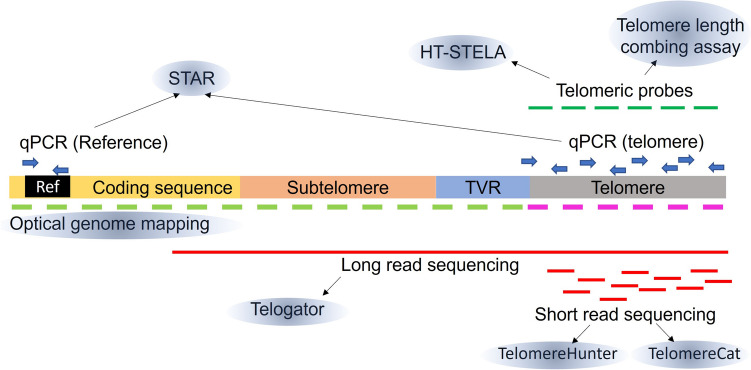 Telomere length
combing assay
HT-STELA
STAR
Telomeric probes
qPCR (Reference)
qPCR (telomere)
Ref
Coding sequence
Subtelomere
TVR
Telomere
Optical genome mapping
Long read sequencing
Telogator
Short read sequencing
TelomereHunter
TelomereCat